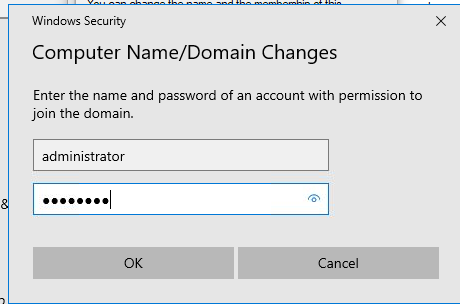 You can change the name and the membership of this
Windows Security
Computer Name/Domain Changes
Enter the name and password of an account with permission to
join the domain.
administrator
●●●●●●●●
&
OK
Cancel